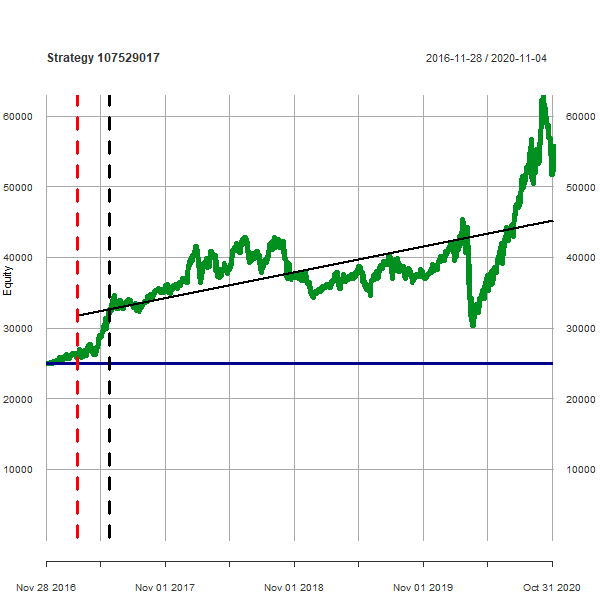 Strategy 107529017
2016-11-28 / 2020-11-04
60000
60000
50000
50000
40000
40000
Equity
30000
30000
20000
20000
10000
10000
Nov 28 2016
Nov 01 2017
Nov 01 2018
Nov 01 2019
Oct 31 2020